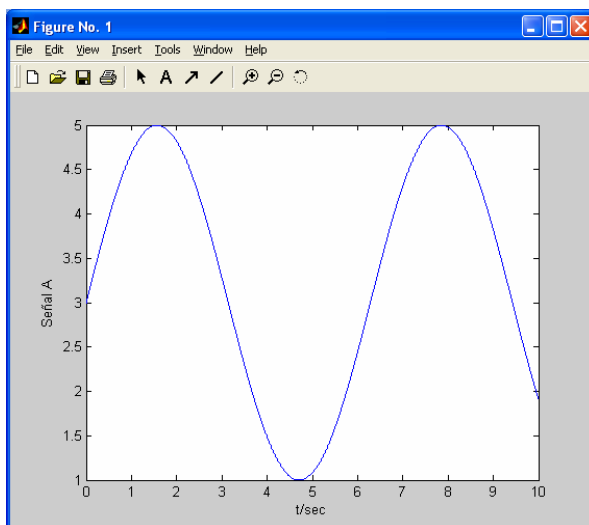 Figure No. 1
File Edit View Insert Tools Window Help
A
5
4.5
4
3.5
3
2.5
2
1.5
1
Señal A
0 1 2 3 4 5 6 7 8 9 10
t/sec